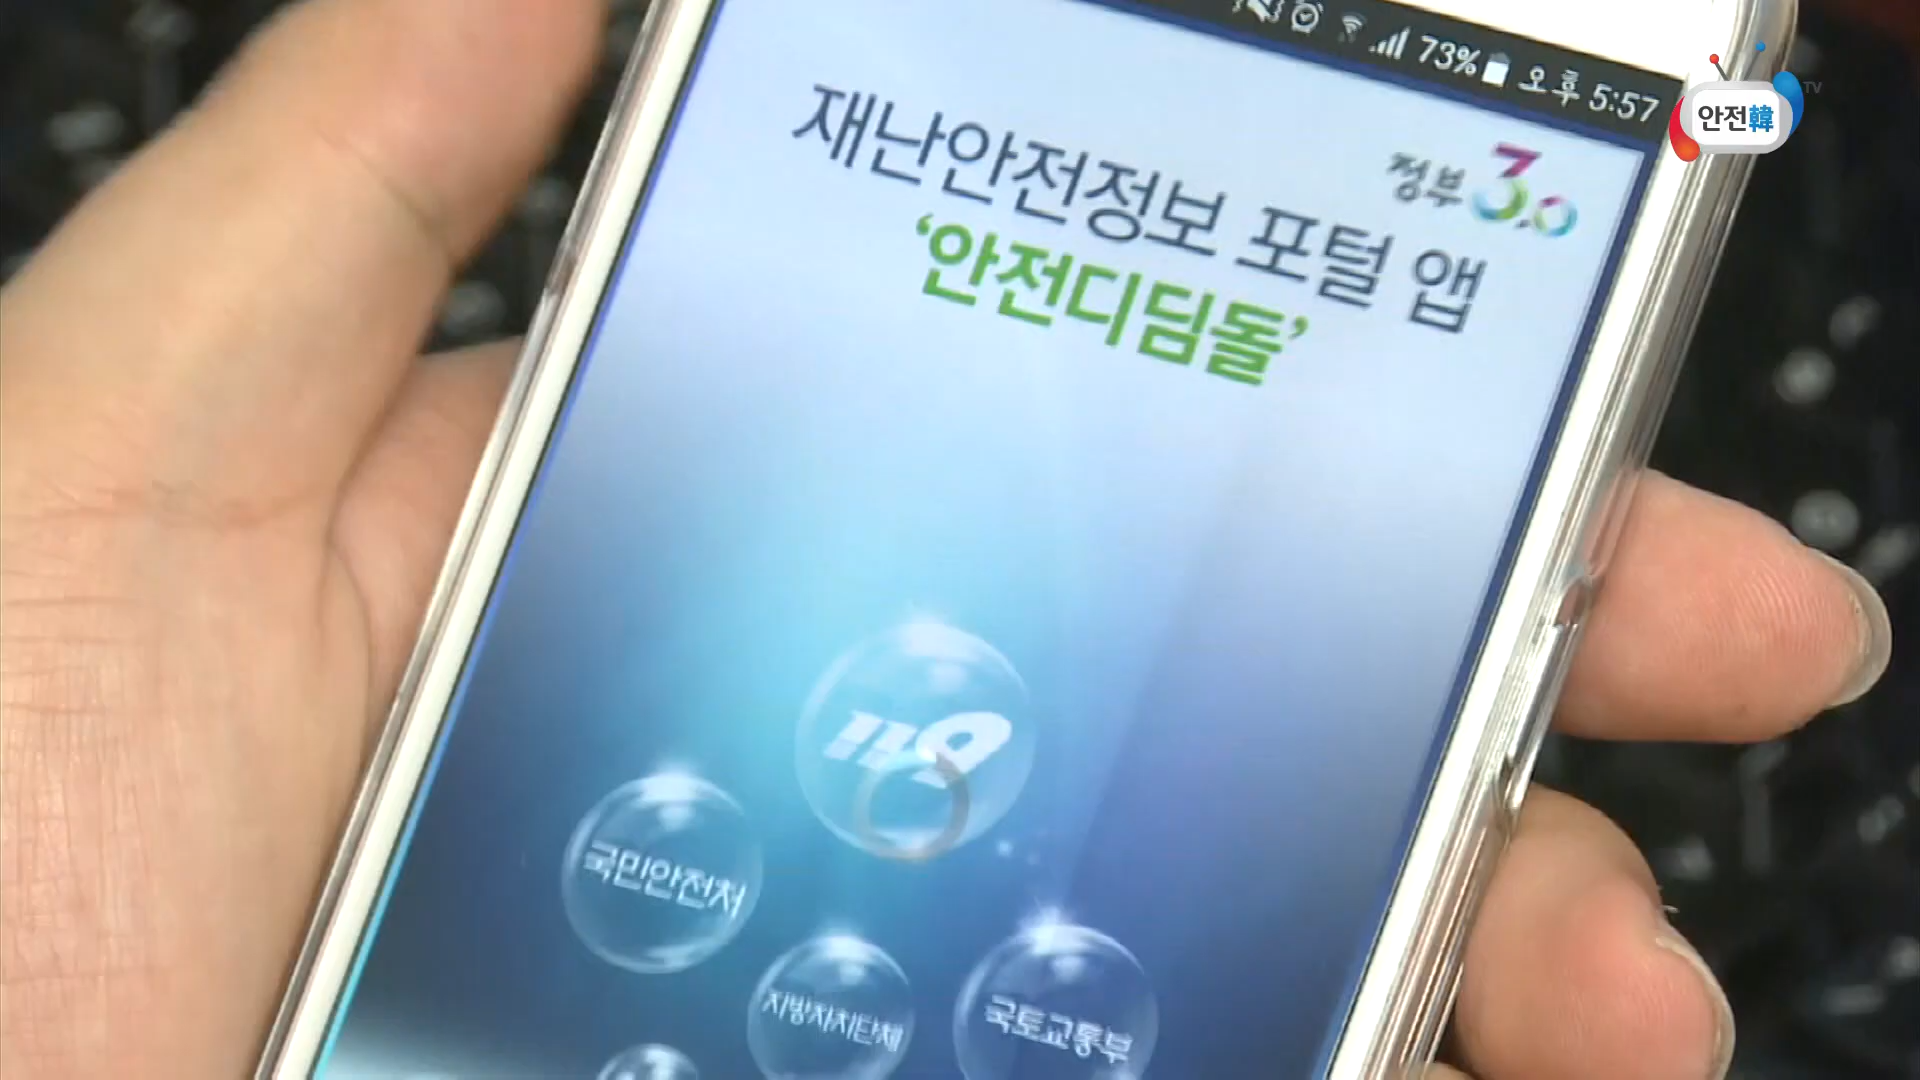 73% 오후 5:57
안전韓 TV
정부 3.0
재난안전정보 포털 앱
‘안전디딤돌’
119
국민안전처
지방자치단체
국토교통부